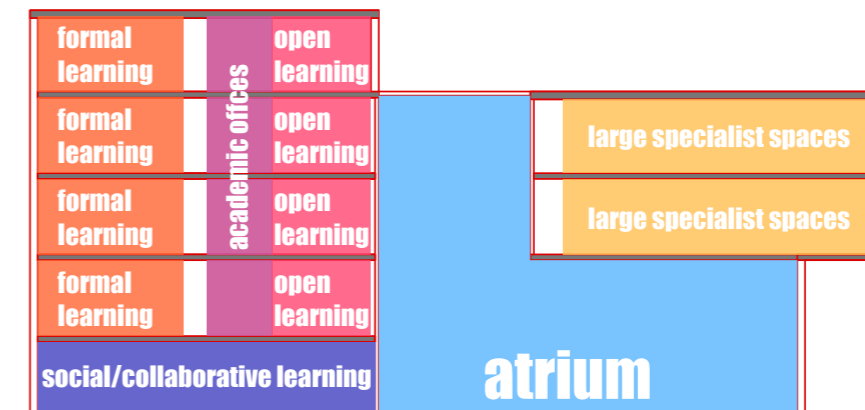 formal
learning
open
learning
academic offces
formal
learning
open
learning
large specialist spaces
formal
learning
open
learning
large specialist spaces
formal
learning
open
learning
social/collaborative learning
atrium